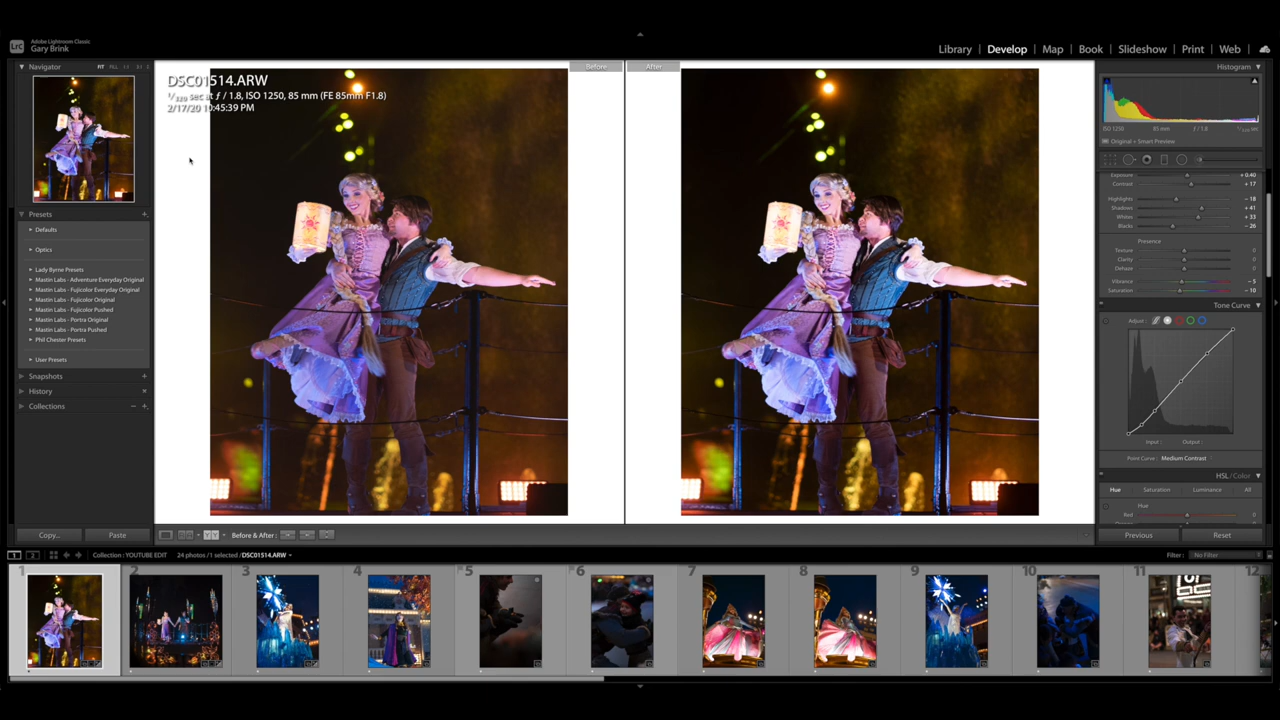 LrC
Adobe Lightroom Classic
Gary Brink
Library | Develop | Map | Book | Slideshow | Print | Web
Navigator FIT FILL
Before
After
DSC01514.ARW
sec at ƒ / 1.8, ISO 1250, 85 mm (FE 85mm F1.8)
2/17/20 10:45:39 PM
Presets
Defaults
Optics
Lady Byrne Presets
Mastin Labs - Adventure Everyday Original
Mastin Labs - Fujicolor Everyday Original
Mastin Labs - Fujicolor Original
Mastin Labs - Fujicolor Pushed
Mastin Labs - Portra Original
Mastin Labs - Portra Pushed
Phil Chester Presets
User Presets
Snapshots
History
Collections
Copy...
Paste
Before & After :
Histogram
ISO 1250 85 mm ƒ / 1.8
Original + Smart Preview
Exposure + 0.40
Contrast + 17
Highlights − 18
Shadows + 41
Whites + 33
Blacks − 26
Presence
Texture 0
Clarity 0
Dehaze 0
Vibrance − 5
Saturation − 10
Tone Curve
Adjust :
Input : Output :
Point Curve : Medium Contrast
HSL / Color
Hue Saturation Luminance All
Hue
Red 0
Previous
Reset
1 2 Collection : YOUTUBE EDIT 24 photos / 1 selected / DSC01514.ARW
Filter : No Filter
1 2 3 4 5 6 7 8 9 10 11 12